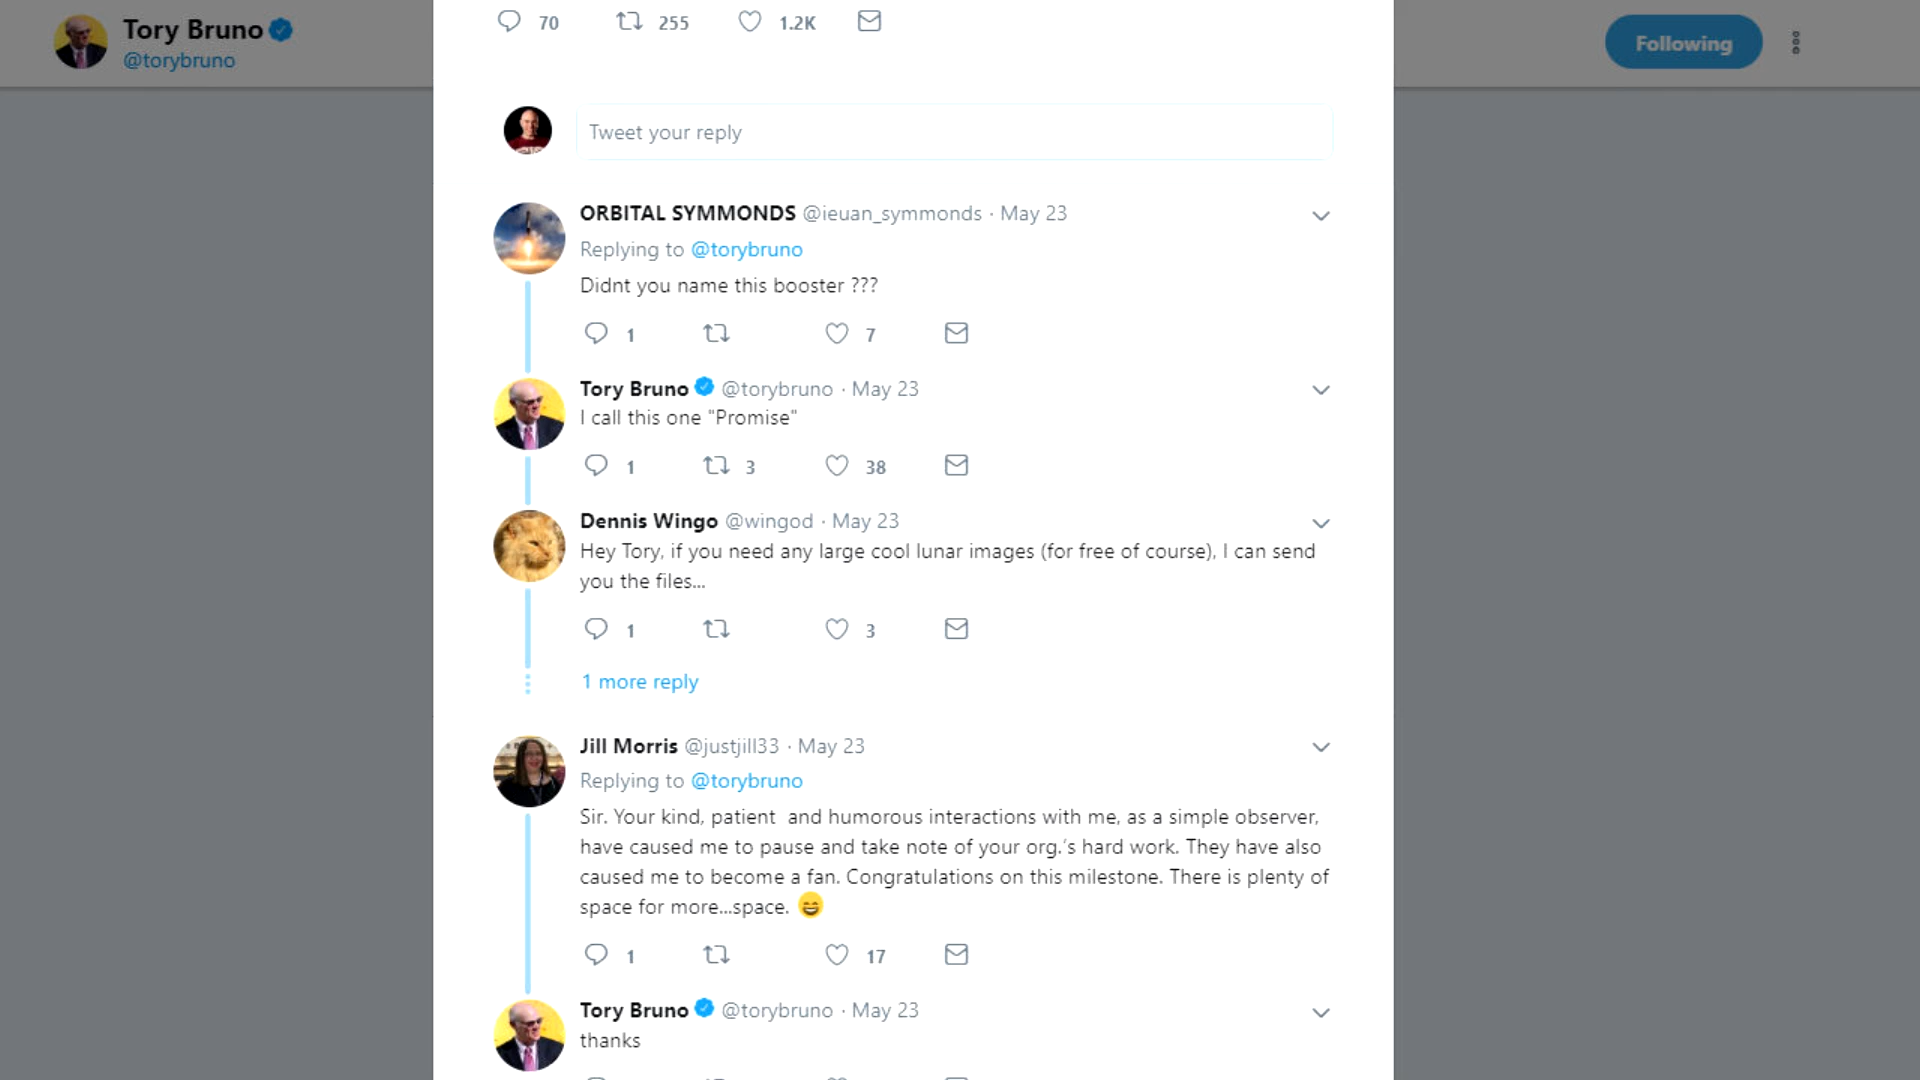 Tory Bruno
@torybruno
Following
70 255 1.2K
Tweet your reply
ORBITAL SYMMONDS @ieuan_symmonds · May 23
Replying to @torybruno
Didnt you name this booster ???
1 7
Tory Bruno @torybruno · May 23
I call this one "Promise"
1 3 38
Dennis Wingo @wingod · May 23
Hey Tory, if you need any large cool lunar images (for free of course), I can send
you the files...
1 3
1 more reply
Jill Morris @justjill33 · May 23
Replying to @torybruno
Sir. Your kind, patient  and humorous interactions with me, as a simple observer,
have caused me to pause and take note of your org.'s hard work. They have also
caused me to become a fan. Congratulations on this milestone. There is plenty of
space for more...space. 😄
1 17
Tory Bruno @torybruno · May 23
thanks